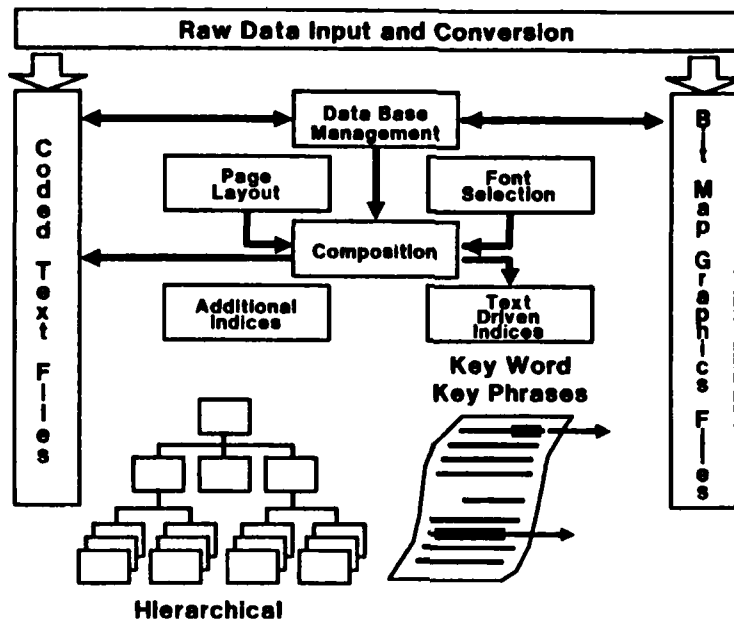 Raw Data Input and Conversion
Coded Text Files
Data Base
Management
Bit Map Graphics Files
Page
Layout
Font
Selection
Composition
Additional
Indices
Text
Driven
Indices
Key Word
Key Phrases
Hierarchical